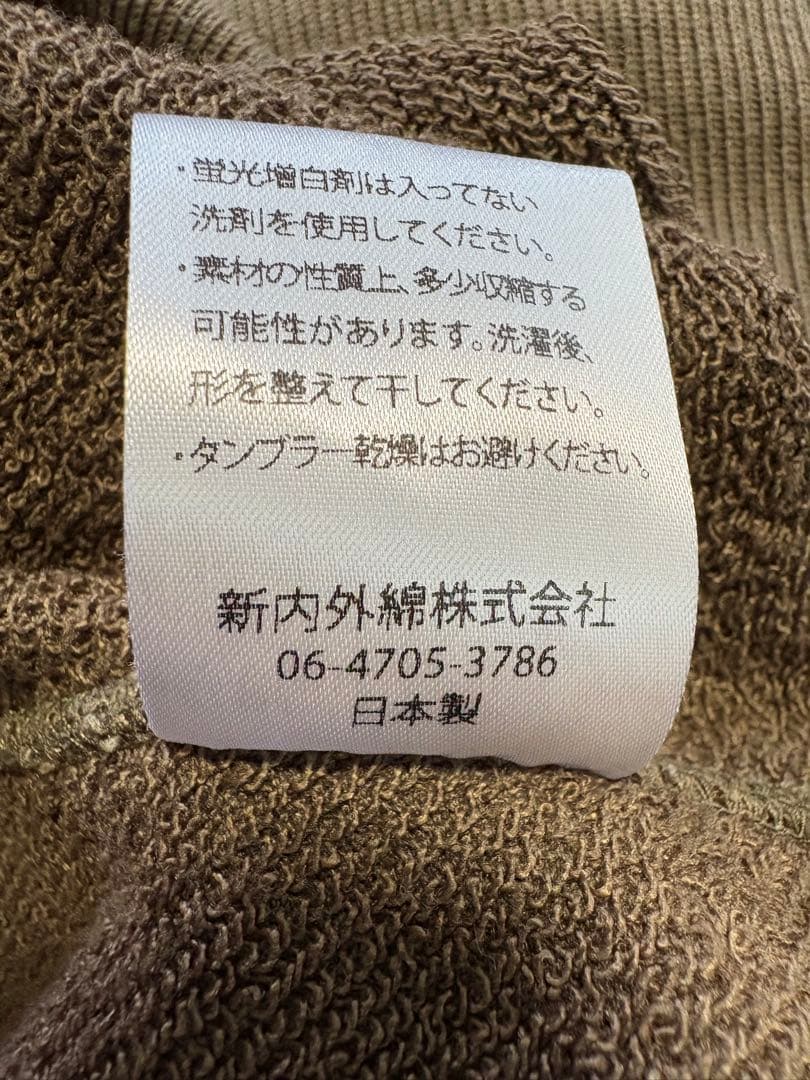 ・蛍光増白剤は入ってない
洗剤を使用してください。
・素材の性質上、多少収縮する
可能性があります。洗濯後、
形を整えて干してください。
・タンブラー乾燥はお避けください。
新内外綿株式会社
06-4705-3786
日本製